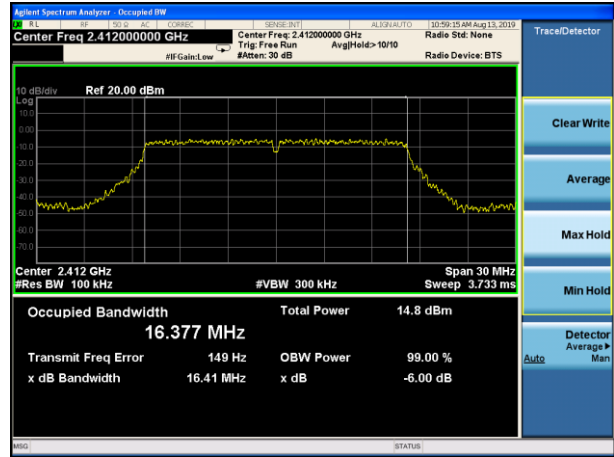 Agilent Spectrum Analyzer - Occupied BW
RL RF 50 Ω AC CORREC SENSE:INT ALIGNAUTO 10:59:15 AM Aug 13, 2019
Center Freq 2.412000000 GHz Center Freq: 2.412000000 GHz Radio Std: None
Trig: Free Run Avg|Hold:>10/10
#IFGain:Low #Atten: 30 dB Radio Device: BTS
Trace/Detector
10 dB/div Ref 20.00 dBm
Log
10.0
0.00
-10.0
-20.0
-30.0
-40.0
-50.0
-60.0
-70.0
Center 2.412 GHz Span 30 MHz
#Res BW 100 kHz #VBW 300 kHz Sweep 3.733 ms
Occupied Bandwidth Total Power 14.8 dBm
16.377 MHz
Transmit Freq Error 149 Hz OBW Power 99.00 %
x dB Bandwidth 16.41 MHz x dB -6.00 dB
Clear Write
Average
Max Hold
Min Hold
Detector
Average▶
Auto Man
MSG STATUS